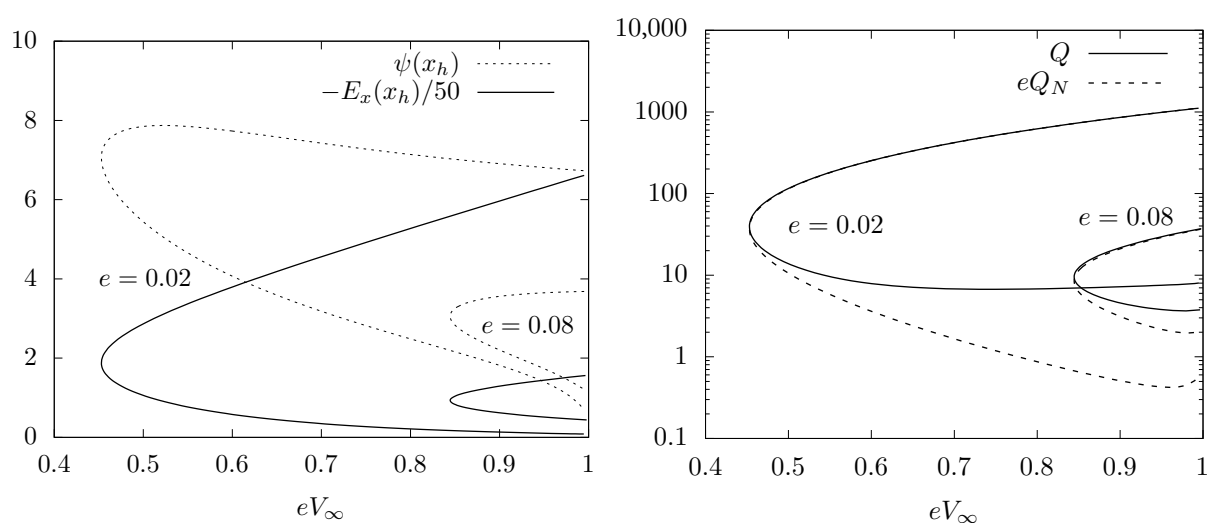 10
8
6
4
2
0
0.4 0.5 0.6 0.7 0.8 0.9 1
eV∞
ψ(x_h)
−E_x(x_h)/50
e = 0.02
e = 0.08
10,000
1000
100
10
1
0.1
0.4 0.5 0.6 0.7 0.8 0.9 1
eV∞
Q
eQ_N
e = 0.02
e = 0.08